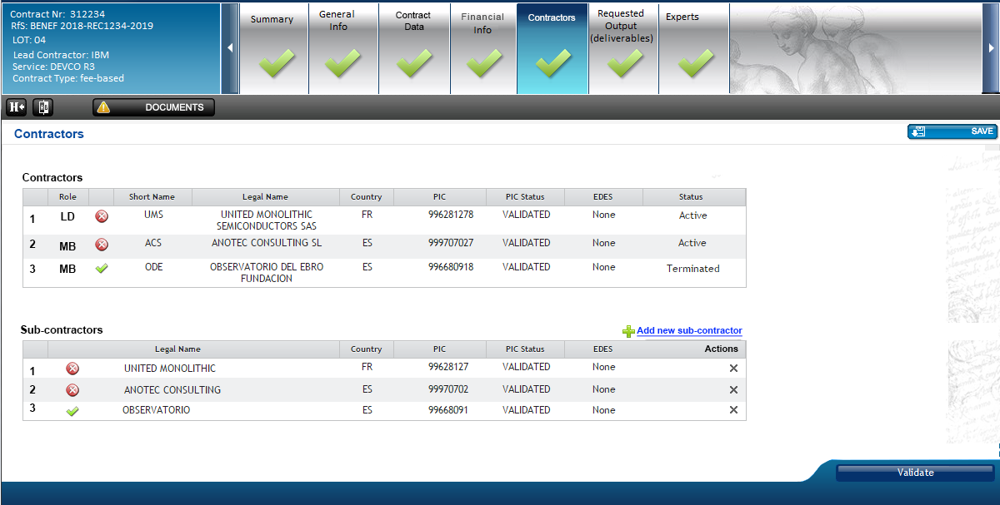 Contract Nr: 312234
RfS: BENEF 2018-REC1234-2019
LOT: 04
Lead Contractor: IBM
Service: DEVCO R3
Contract Type: fee-based
Summary
General
Info
Contract
Data
Financial
Info
Contractors
Requested
Output
(deliverables)
Experts
DOCUMENTS
Contractors
SAVE
Contractors
Role Short Name Legal Name Country PIC PIC Status EDES Status
1 LD UMS UNITED MONOLITHIC SEMICONDUCTORS SAS FR 996281278 VALIDATED None Active
2 MB ACS ANOTEC CONSULTING SL ES 999707027 VALIDATED None Active
3 MB ODE OBSERVATORIO DEL EBRO FUNDACION ES 996680918 VALIDATED None Terminated
Sub-contractors
Add new sub-contractor
Legal Name Country PIC PIC Status EDES Actions
1 UNITED MONOLITHIC FR 99628127 VALIDATED None
2 ANOTEC CONSULTING ES 99970702 VALIDATED None
3 OBSERVATORIO ES 99668091 VALIDATED None
Validate